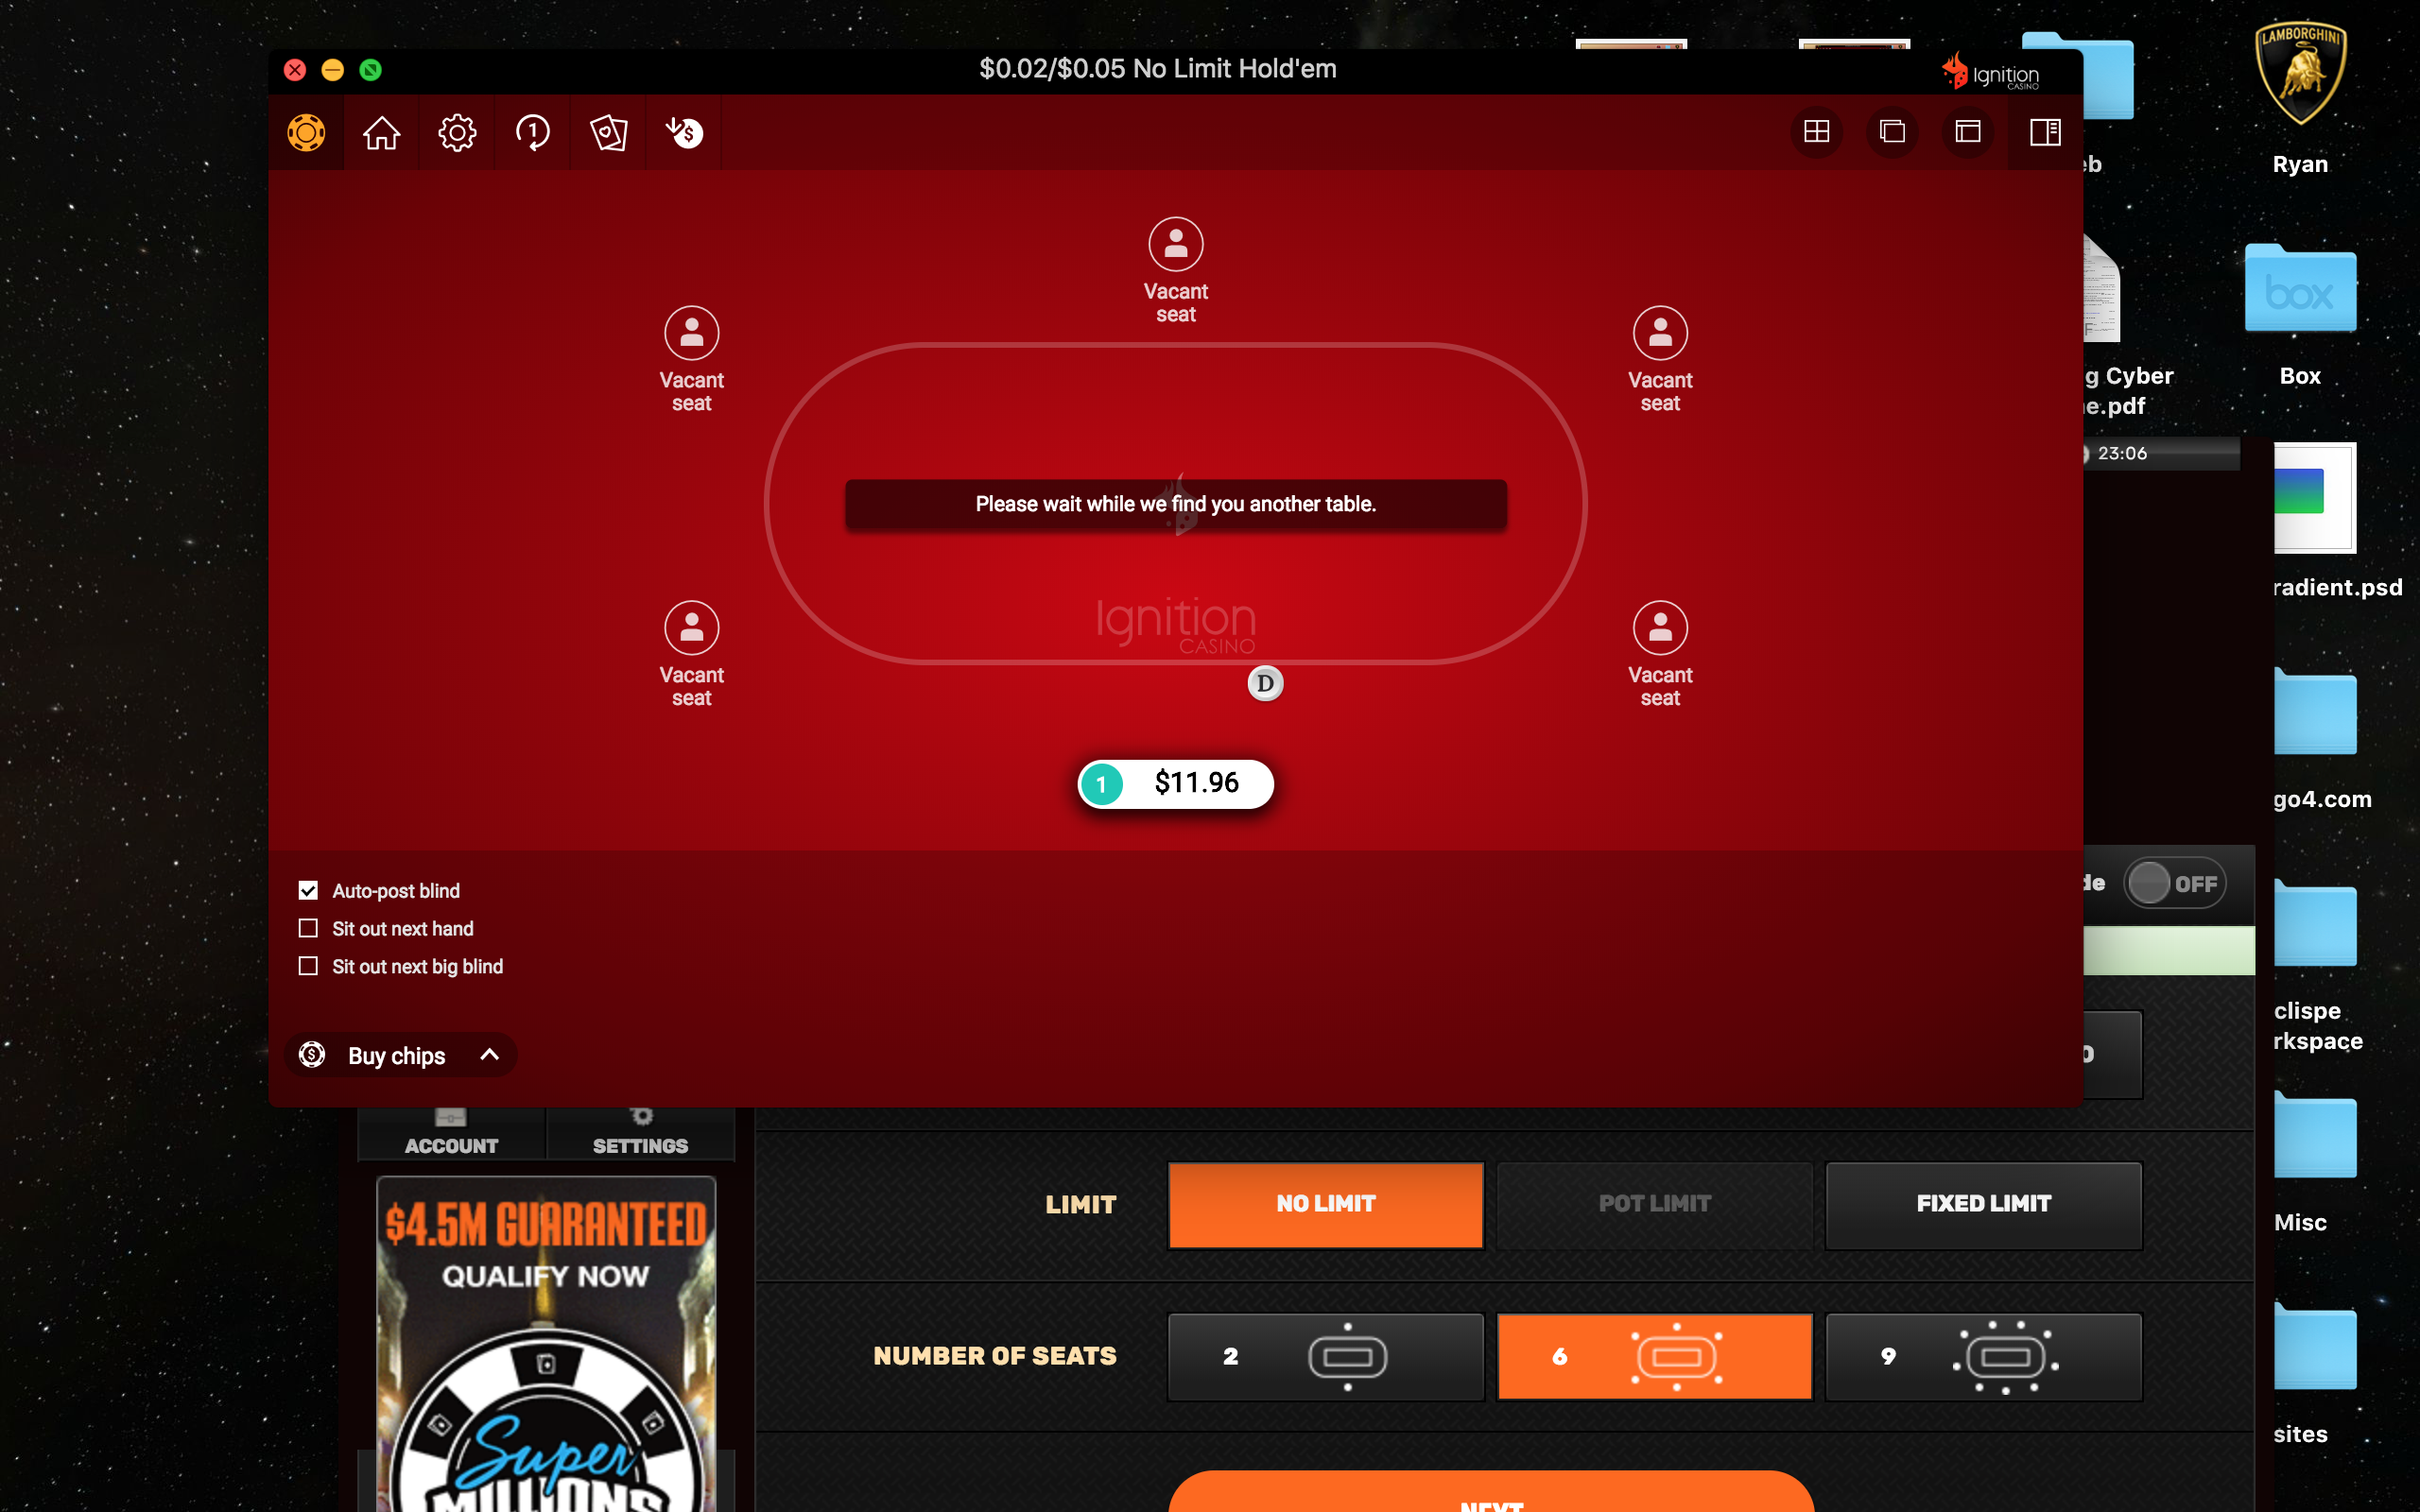 $0.02/$0.05 No Limit Hold'em
Ignition
CASINO
1
$
LAMBORGHINI
Ryan
Vacant
seat
Vacant
seat
Vacant
seat
box
Box
g Cyber
e.pdf
23:06
Please wait while we find you another table.
radient.psd
Ignition
CASINO
Vacant
seat
Vacant
seat
D
1 $11.96
go4.com
Auto-post blind
Sit out next hand
Sit out next big blind
OFF
clispe
rkspace
$ Buy chips
ACCOUNT
SETTINGS
LIMIT
NO LIMIT
POT LIMIT
FIXED LIMIT
Misc
$4.5M GUARANTEED
QUALIFY NOW
NUMBER OF SEATS
2
6
9
sites
Super
MILLIONS
NEXT